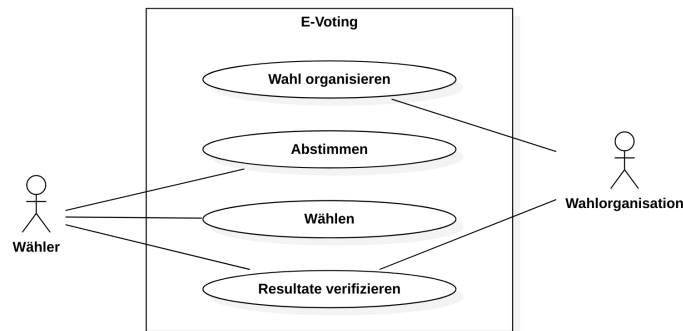 E-Voting
Wahl organisieren
Abstimmen
Wahlorganisation
Wählen
Wähler
Resultate verifizieren